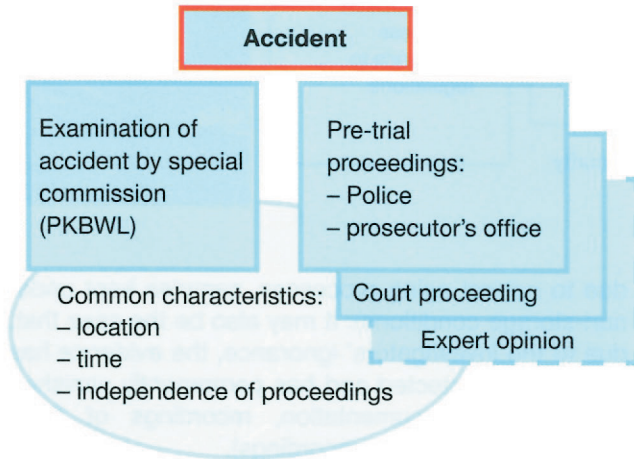 Accident
Examination of
accident by special
commission
(PKBWL)
Pre-trial
proceedings:
– Police
– prosecutor's office
Court proceeding
Expert opinion
Common characteristics:
– location
– time
– independence of proceedings